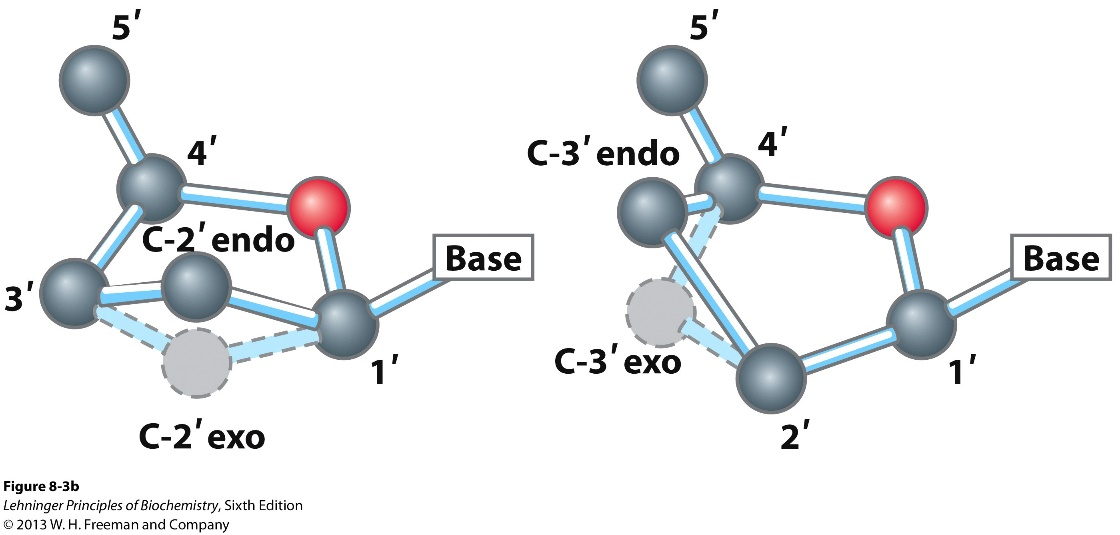 5′
4′
C-2′ endo
Base
3′
1′
C-2′ exo
5′
4′
C-3′ endo
Base
C-3′ exo
1′
2′
Figure 8-3b
Lehninger Principles of Biochemistry, Sixth Edition
© 2013 W. H. Freeman and Company